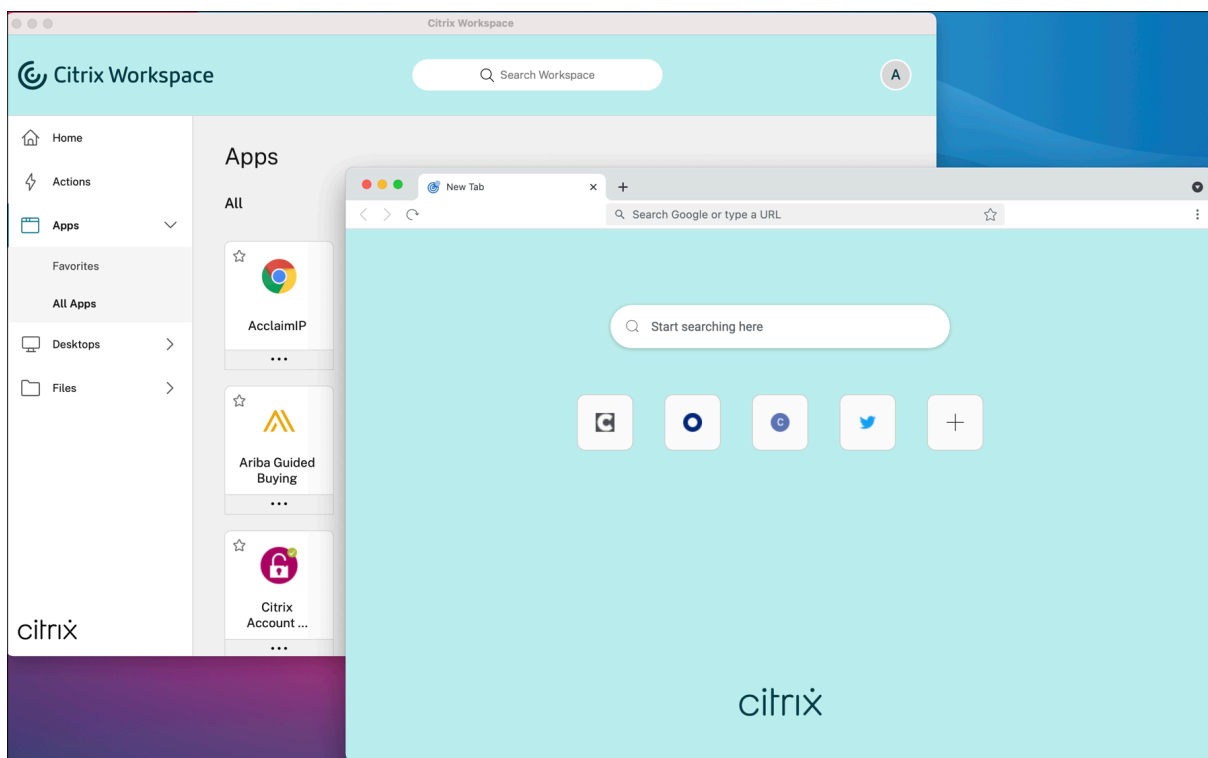 Citrix Workspace
Citrix Workspace
Search Workspace
A
Home
Actions
Apps
Favorites
All Apps
Desktops
Files
citrix
Apps
All
AcclaimIP
Ariba Guided
Buying
Citrix
Account ...
New Tab
Search Google or type a URL
Start searching here
C
C
citrix